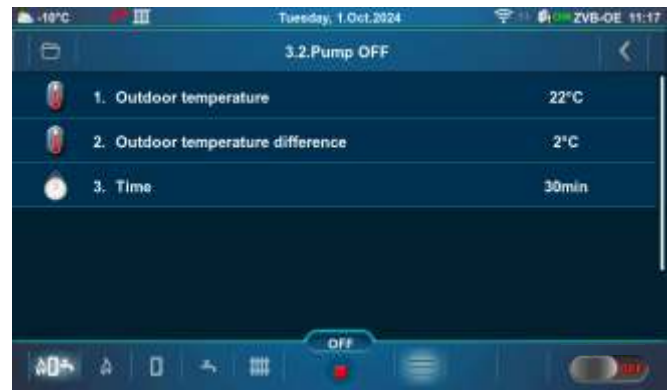 -10°C Tuesday, 1.Oct.2024 ZVB-OE 11:17
3.2.Pump OFF
1. Outdoor temperature 22°C
2. Outdoor temperature difference 2°C
3. Time 30min
OFF
OFF